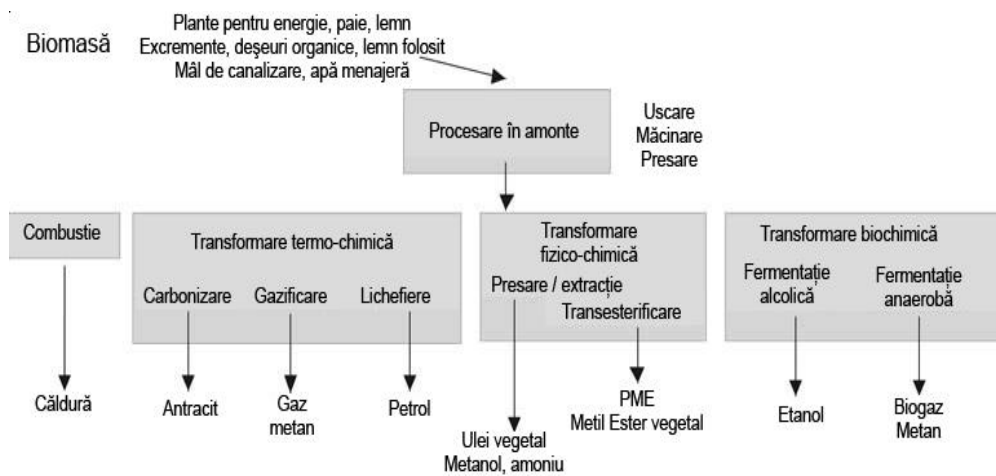 Biomasă
Plante pentru energie, paie, lemn
Excremente, deșeuri organice, lemn folosit
Mâl de canalizare, apă menajeră
Procesare în amonte
Uscare
Măcinare
Presare
Combustie
Transformare termo-chimică
Carbonizare
Gazificare
Lichefiere
Transformare
fizico-chimică
Presare / extracție
Transesterificare
Transformare biochimică
Fermentație
alcolică
Fermentație
anaerobă
Căldură
Antracit
Gaz
metan
Petrol
Ulei vegetal
Metanol, amoniu
PME
Metil Ester vegetal
Etanol
Biogaz
Metan